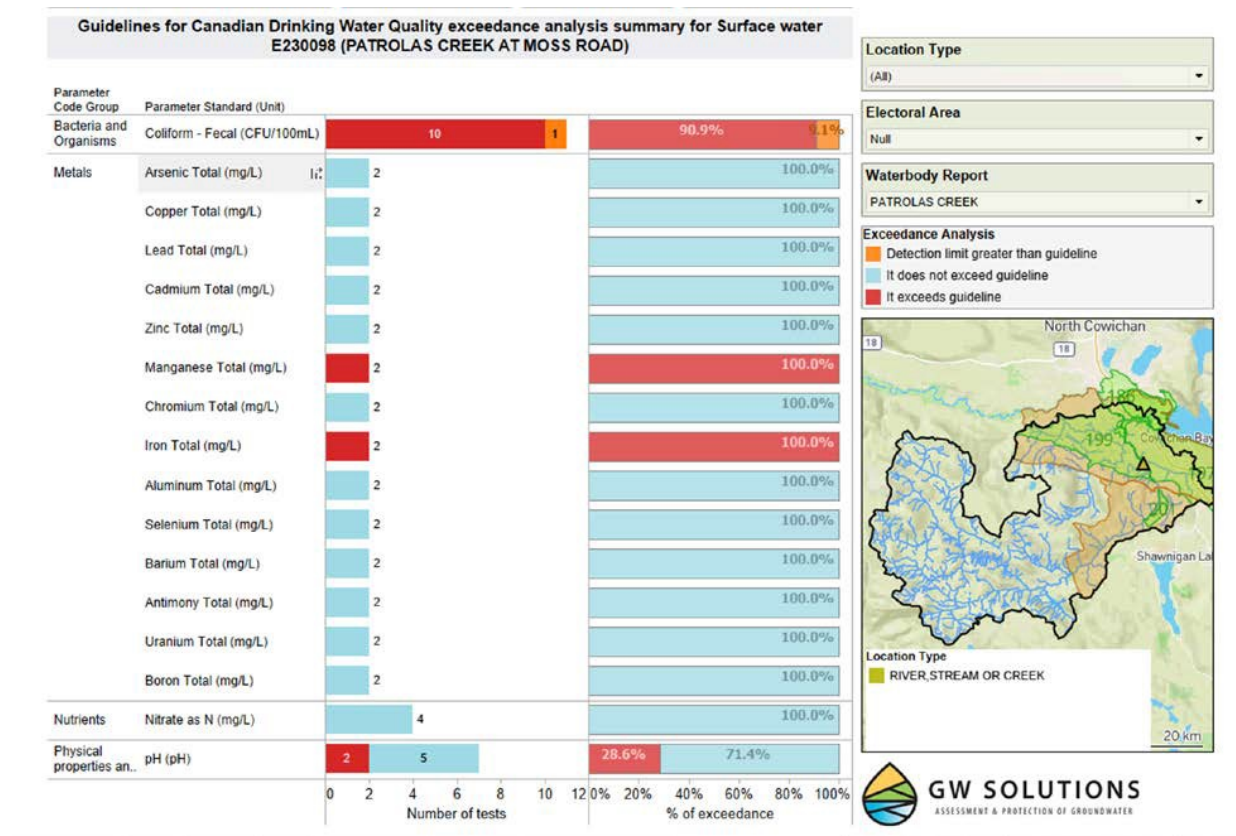 Guidelines for Canadian Drinking Water Quality exceedance analysis summary for Surface water
E230098 (PATROLAS CREEK AT MOSS ROAD)
Parameter
Code Group Parameter Standard (Unit)
Bacteria and
Organisms
Coliform - Fecal (CFU/100mL) 10 1 90.9% 9.1%
Metals Arsenic Total (mg/L) 2 100.0%
Copper Total (mg/L) 2 100.0%
Lead Total (mg/L) 2 100.0%
Cadmium Total (mg/L) 2 100.0%
Zinc Total (mg/L) 2 100.0%
Manganese Total (mg/L) 2 100.0%
Chromium Total (mg/L) 2 100.0%
Iron Total (mg/L) 2 100.0%
Aluminum Total (mg/L) 2 100.0%
Selenium Total (mg/L) 2 100.0%
Barium Total (mg/L) 2 100.0%
Antimony Total (mg/L) 2 100.0%
Uranium Total (mg/L) 2 100.0%
Boron Total (mg/L) 2 100.0%
Nutrients Nitrate as N (mg/L) 4 100.0%
Physical
properties an..
pH (pH) 2 5 28.6% 71.4%
0 2 4 6 8 10 12 0% 20% 40% 60% 80% 100%
Number of tests % of exceedance
Location Type
(All)
Electoral Area
Null
Waterbody Report
PATROLAS CREEK
Exceedance Analysis
Detection limit greater than guideline
It does not exceed guideline
It exceeds guideline
North Cowichan
18
18
186
199 Cowichan Bay
197
201
Shawnigan La
Location Type
RIVER,STREAM OR CREEK
20 km
GW SOLUTIONS
ASSESSMENT & PROTECTION OF GROUNDWATER